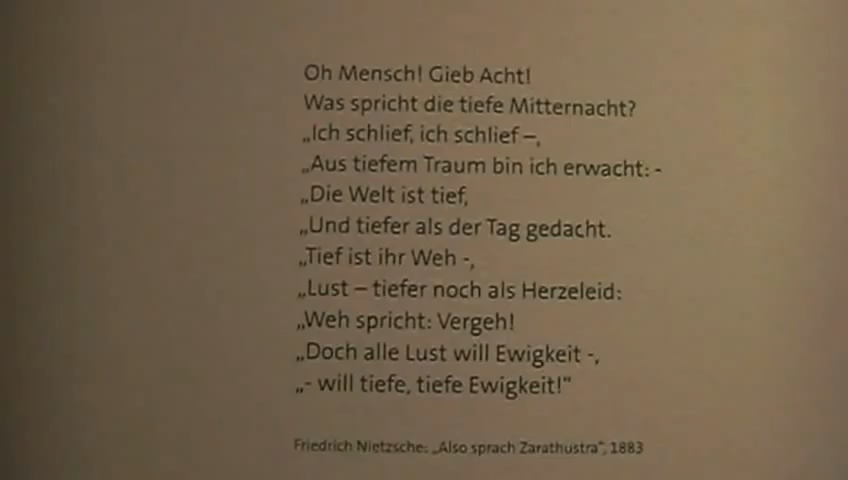 Oh Mensch! Gieb Acht!
Was spricht die tiefe Mitternacht?
„Ich schlief, ich schlief –,
„Aus tiefem Traum bin ich erwacht: -
„Die Welt ist tief,
„Und tiefer als der Tag gedacht.
„Tief ist ihr Weh -,
„Lust – tiefer noch als Herzeleid:
„Weh spricht: Vergeh!
„Doch alle Lust will Ewigkeit -,
„- will tiefe, tiefe Ewigkeit!“
Friedrich Nietzsche: „Also sprach Zarathustra“, 1883